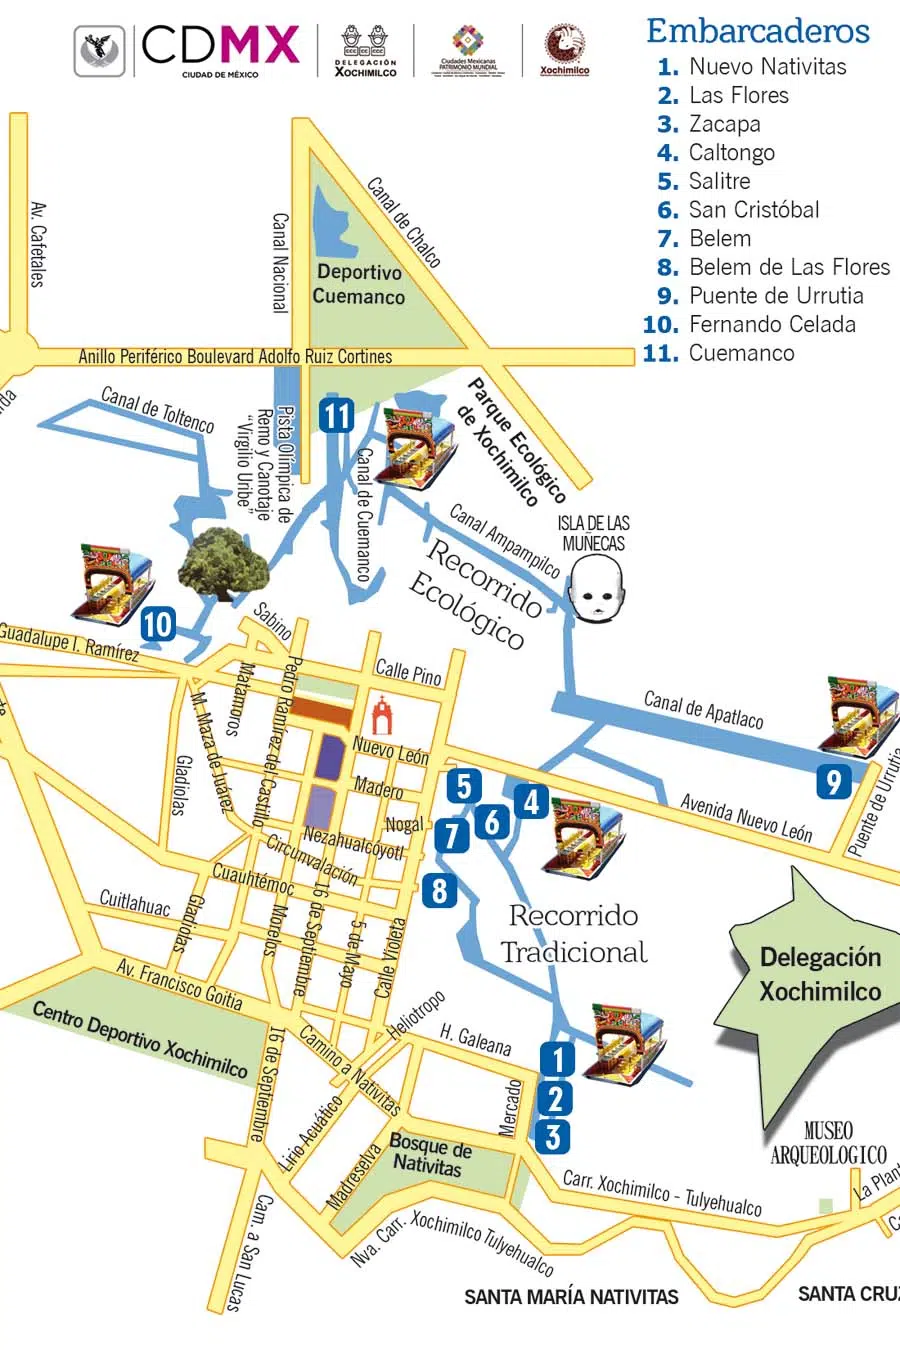 CDMX
CIUDAD DE MÉXICO
DELEGACIÓN
XOCHIMILCO
Ciudades Mexicanas
PATRIMONIO MUNDIAL
Xochimilco
Embarcaderos
1. Nuevo Nativitas
2. Las Flores
3. Zacapa
4. Caltongo
5. Salitre
6. San Cristóbal
7. Belem
8. Belem de Las Flores
9. Puente de Urrutia
10. Fernando Celada
11. Cuemanco
Av. Cafetales
Canal Nacional
Canal de Chalco
Deportivo
Cuemanco
Anillo Periférico Boulevard Adolfo Ruiz Cortines
Canal de Toltenco
Pista Olímpica de
Remo y Canotaje
"Virgilio Uribe"
11
Canal de Cuemanco
Parque Ecológico
de Xochimilco
Canal Ampampilco
ISLA DE LAS
MUÑECAS
Recorrido
Ecológico
10
Guadalupe I. Ramírez
Sabino
Calle Pino
Matamoros
Pedro Ramírez del Castillo
M. Maza de Juárez
Gladiolas
Nuevo León
Madero
Nogal
Nezahualcóyotl
Circunvalación
Canal de Apatlaco
9
Puente de Urrutia
Avenida Nuevo León
5
4
6
7
8
Cuauhtémoc
Cuitlahuac
Gladiolas
Morelos
16 de Septiembre
5 de Mayo
Calle Violeta
Recorrido
Tradicional
Delegación
Xochimilco
Av. Francisco Goitia
Centro Deportivo Xochimilco
16 de Septiembre
Camino a Nativitas
Heliotropo
H. Galeana
Mercado
1
2
3
Lirio Acuático
Madreselva
Bosque de
Nativitas
MUSEO
ARQUEOLOGICO
Carr. Xochimilco - Tulyehualco
La Plant
Nva. Carr. Xochimilco Tulyehualco
Cam. a San Lucas
SANTA MARÍA NATIVITAS
SANTA CRUZ